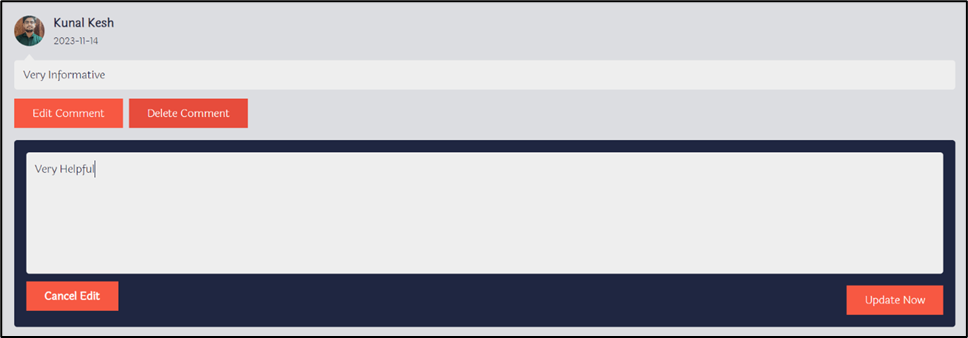 Kunal Kesh
2023-11-14
Very Informative
Edit Comment Delete Comment
Very Helpful
Cancel Edit Update Now